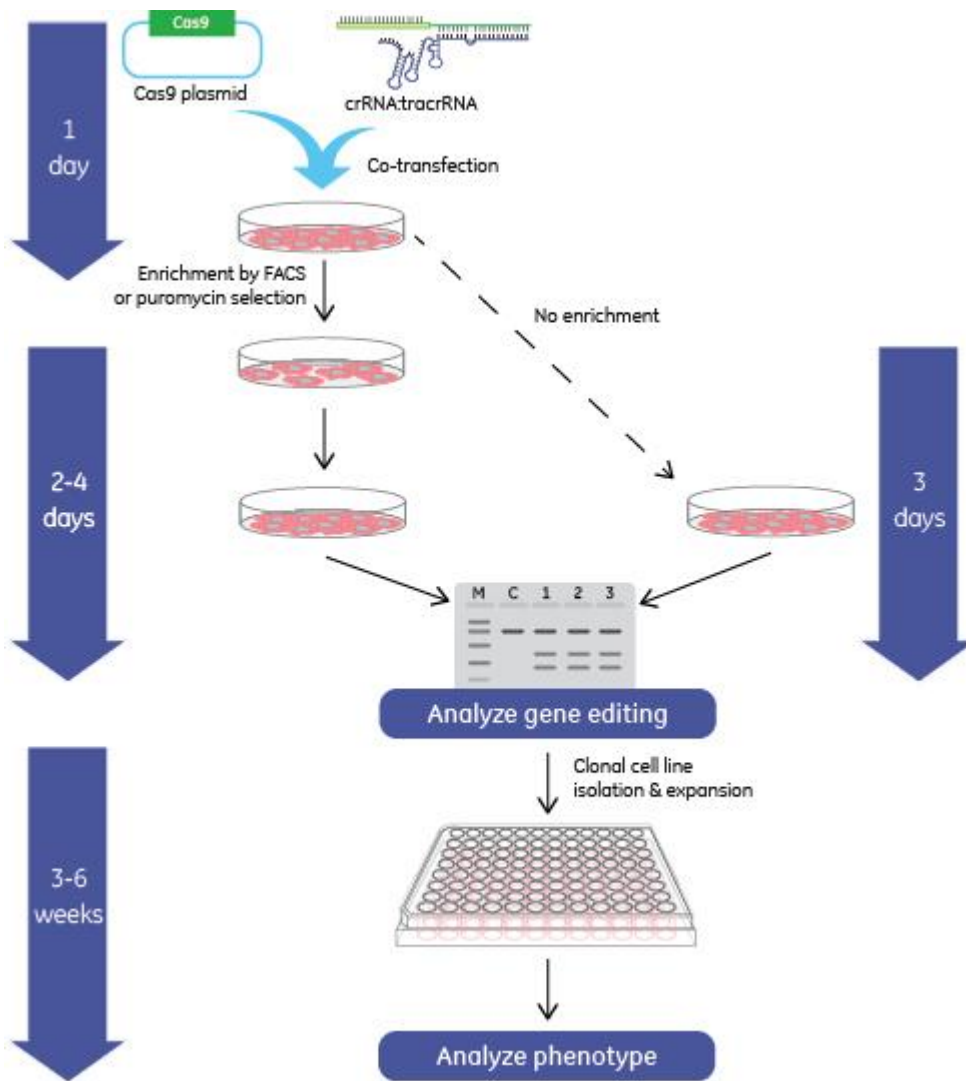 Cas9
Cas9 plasmid
crRNA:tracrRNA
1
day
Co-transfection
Enrichment by FACS
or puromycin selection
No enrichment
2-4
days
3
days
M C 1 2 3
Analyze gene editing
Clonal cell line
isolation & expansion
3-6
weeks
Analyze phenotype